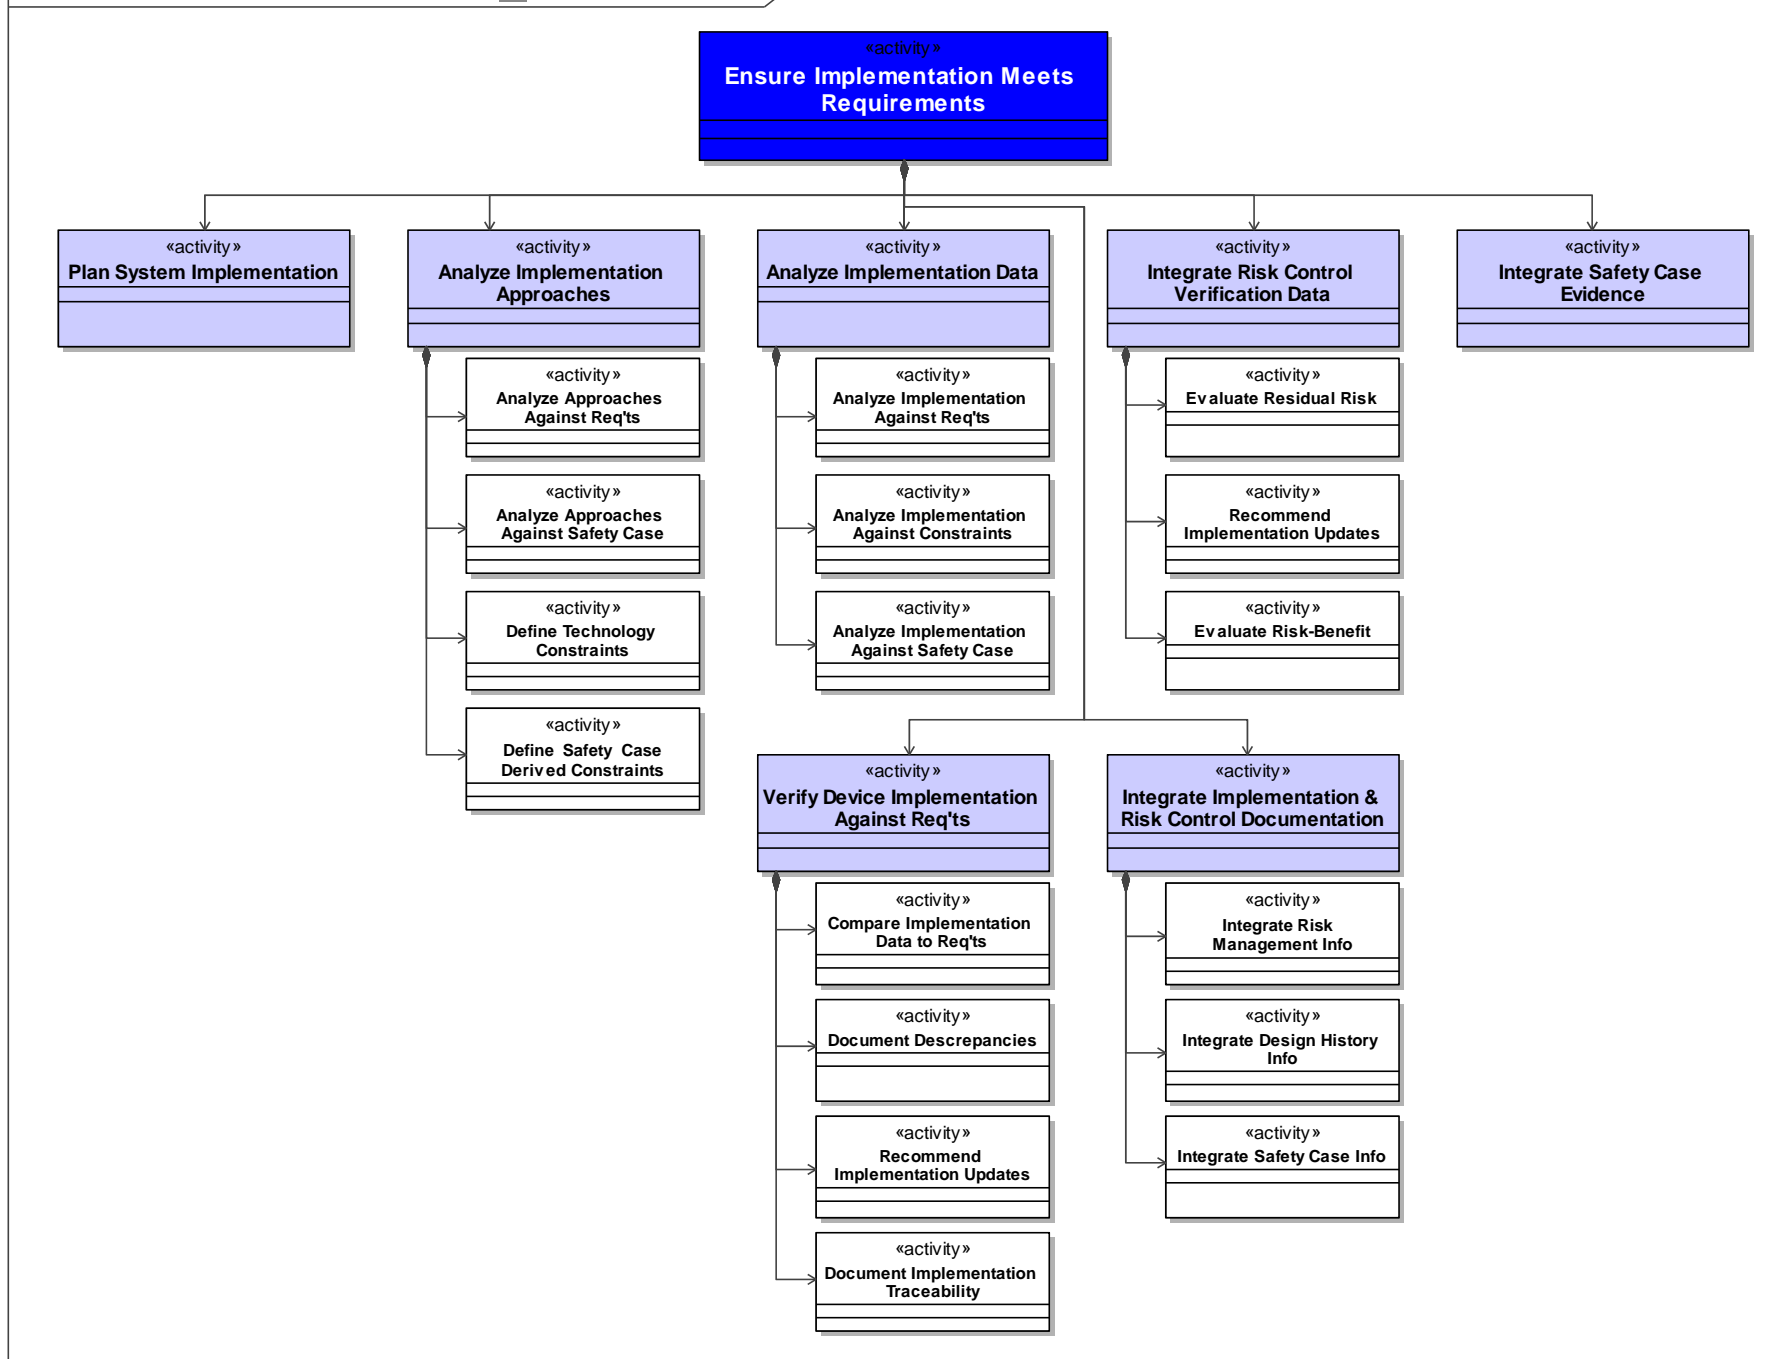 «activity»
Ensure Implementation Meets
Requirements
«activity»
Plan System Implementation
«activity»
Analyze Implementation
Approaches
«activity»
Analyze Implementation Data
«activity»
Integrate Risk Control
Verification Data
«activity»
Integrate Safety Case
Evidence
«activity»
Analyze Approaches
Against Req'ts
«activity»
Analyze Approaches
Against Safety Case
«activity»
Define Technology
Constraints
«activity»
Define Safety Case
Derived Constraints
«activity»
Analyze Implementation
Against Req'ts
«activity»
Analyze Implementation
Against Constraints
«activity»
Analyze Implementation
Against Safety Case
«activity»
Evaluate Residual Risk
«activity»
Recommend
Implementation Updates
«activity»
Evaluate Risk-Benefit
«activity»
Verify Device Implementation
Against Req'ts
«activity»
Integrate Implementation &
Risk Control Documentation
«activity»
Compare Implementation
Data to Req'ts
«activity»
Document Descrepancies
«activity»
Recommend
Implementation Updates
«activity»
Document Implementation
Traceability
«activity»
Integrate Risk
Management Info
«activity»
Integrate Design History
Info
«activity»
Integrate Safety Case Info